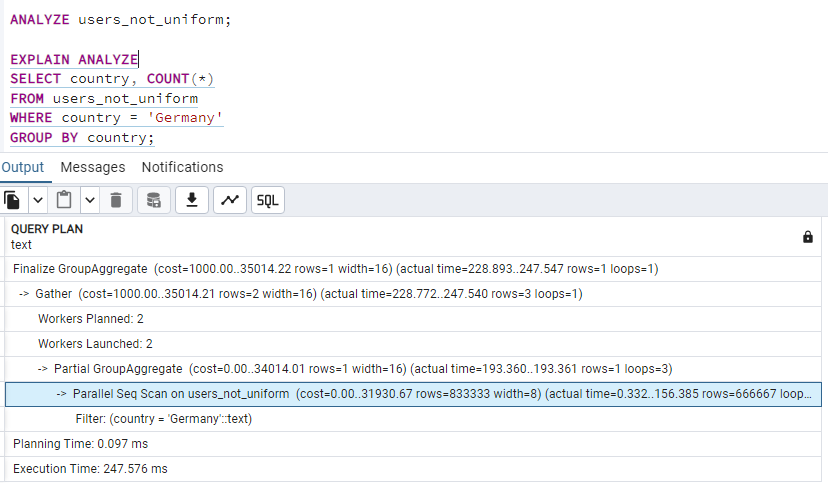 ANALYZE users_not_uniform;
EXPLAIN ANALYZE
SELECT country, COUNT(*)
FROM users_not_uniform
WHERE country = 'Germany'
GROUP BY country;
Output Messages Notifications
SQL
QUERY PLAN
text
Finalize GroupAggregate (cost=1000.00..35014.22 rows=1 width=16) (actual time=228.893..247.547 rows=1 loops=1)
-> Gather (cost=1000.00..35014.21 rows=2 width=16) (actual time=228.772..247.540 rows=3 loops=1)
Workers Planned: 2
Workers Launched: 2
-> Partial GroupAggregate (cost=0.00..34014.01 rows=1 width=16) (actual time=193.360..193.361 rows=1 loops=3)
-> Parallel Seq Scan on users_not_uniform (cost=0.00..31930.67 rows=833333 width=8) (actual time=0.332..156.385 rows=666667 loop...
Filter: (country = 'Germany'::text)
Planning Time: 0.097 ms
Execution Time: 247.576 ms